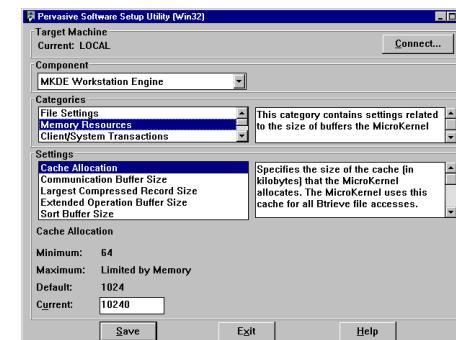 Pervasive Software Setup Utility (Win32)
Target Machine
Current: LOCAL
Connect...
Component
MKDE Workstation Engine
Categories
File Settings
Memory Resources
Client/System Transactions
This category contains settings related
to the size of buffers the MicroKernel
Settings
Cache Allocation
Communication Buffer Size
Largest Compressed Record Size
Extended Operation Buffer Size
Sort Buffer Size
Specifies the size of the cache (in
kilobytes) that the MicroKernel
allocates. The MicroKernel uses this
cache for all Btrieve file accesses.
Cache Allocation
Minimum: 64
Maximum: Limited by Memory
Default: 1024
Current: 10240
Save
Exit
Help